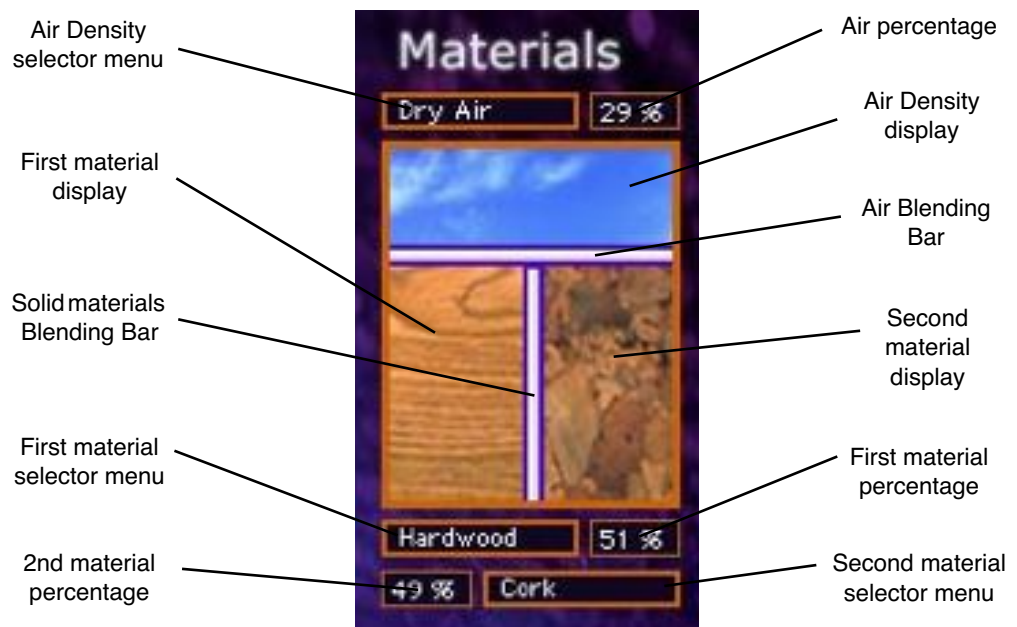 Air Density
selector menu
First material
display
Solid materials
Blending Bar
First material
selector menu
2nd material
percentage
Materials
Dry Air
29 %
Hardwood
51 %
49 %
Cork
Air percentage
Air Density
display
Air Blending
Bar
Second
material
display
First material
percentage
Second material
selector menu